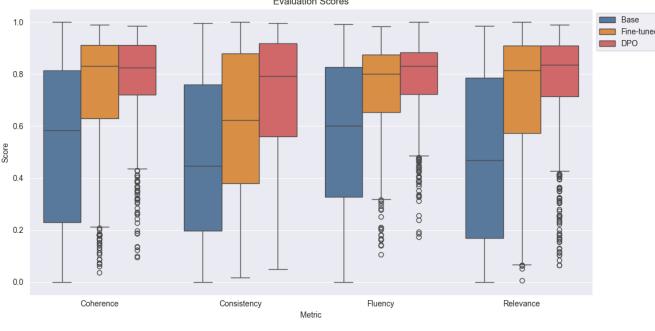 Evaluation Scores
1.0
0.8
0.6
0.4
0.2
0.0
Score
Coherence
Consistency
Fluency
Relevance
Metric
Base
Fine-tuned
DPO